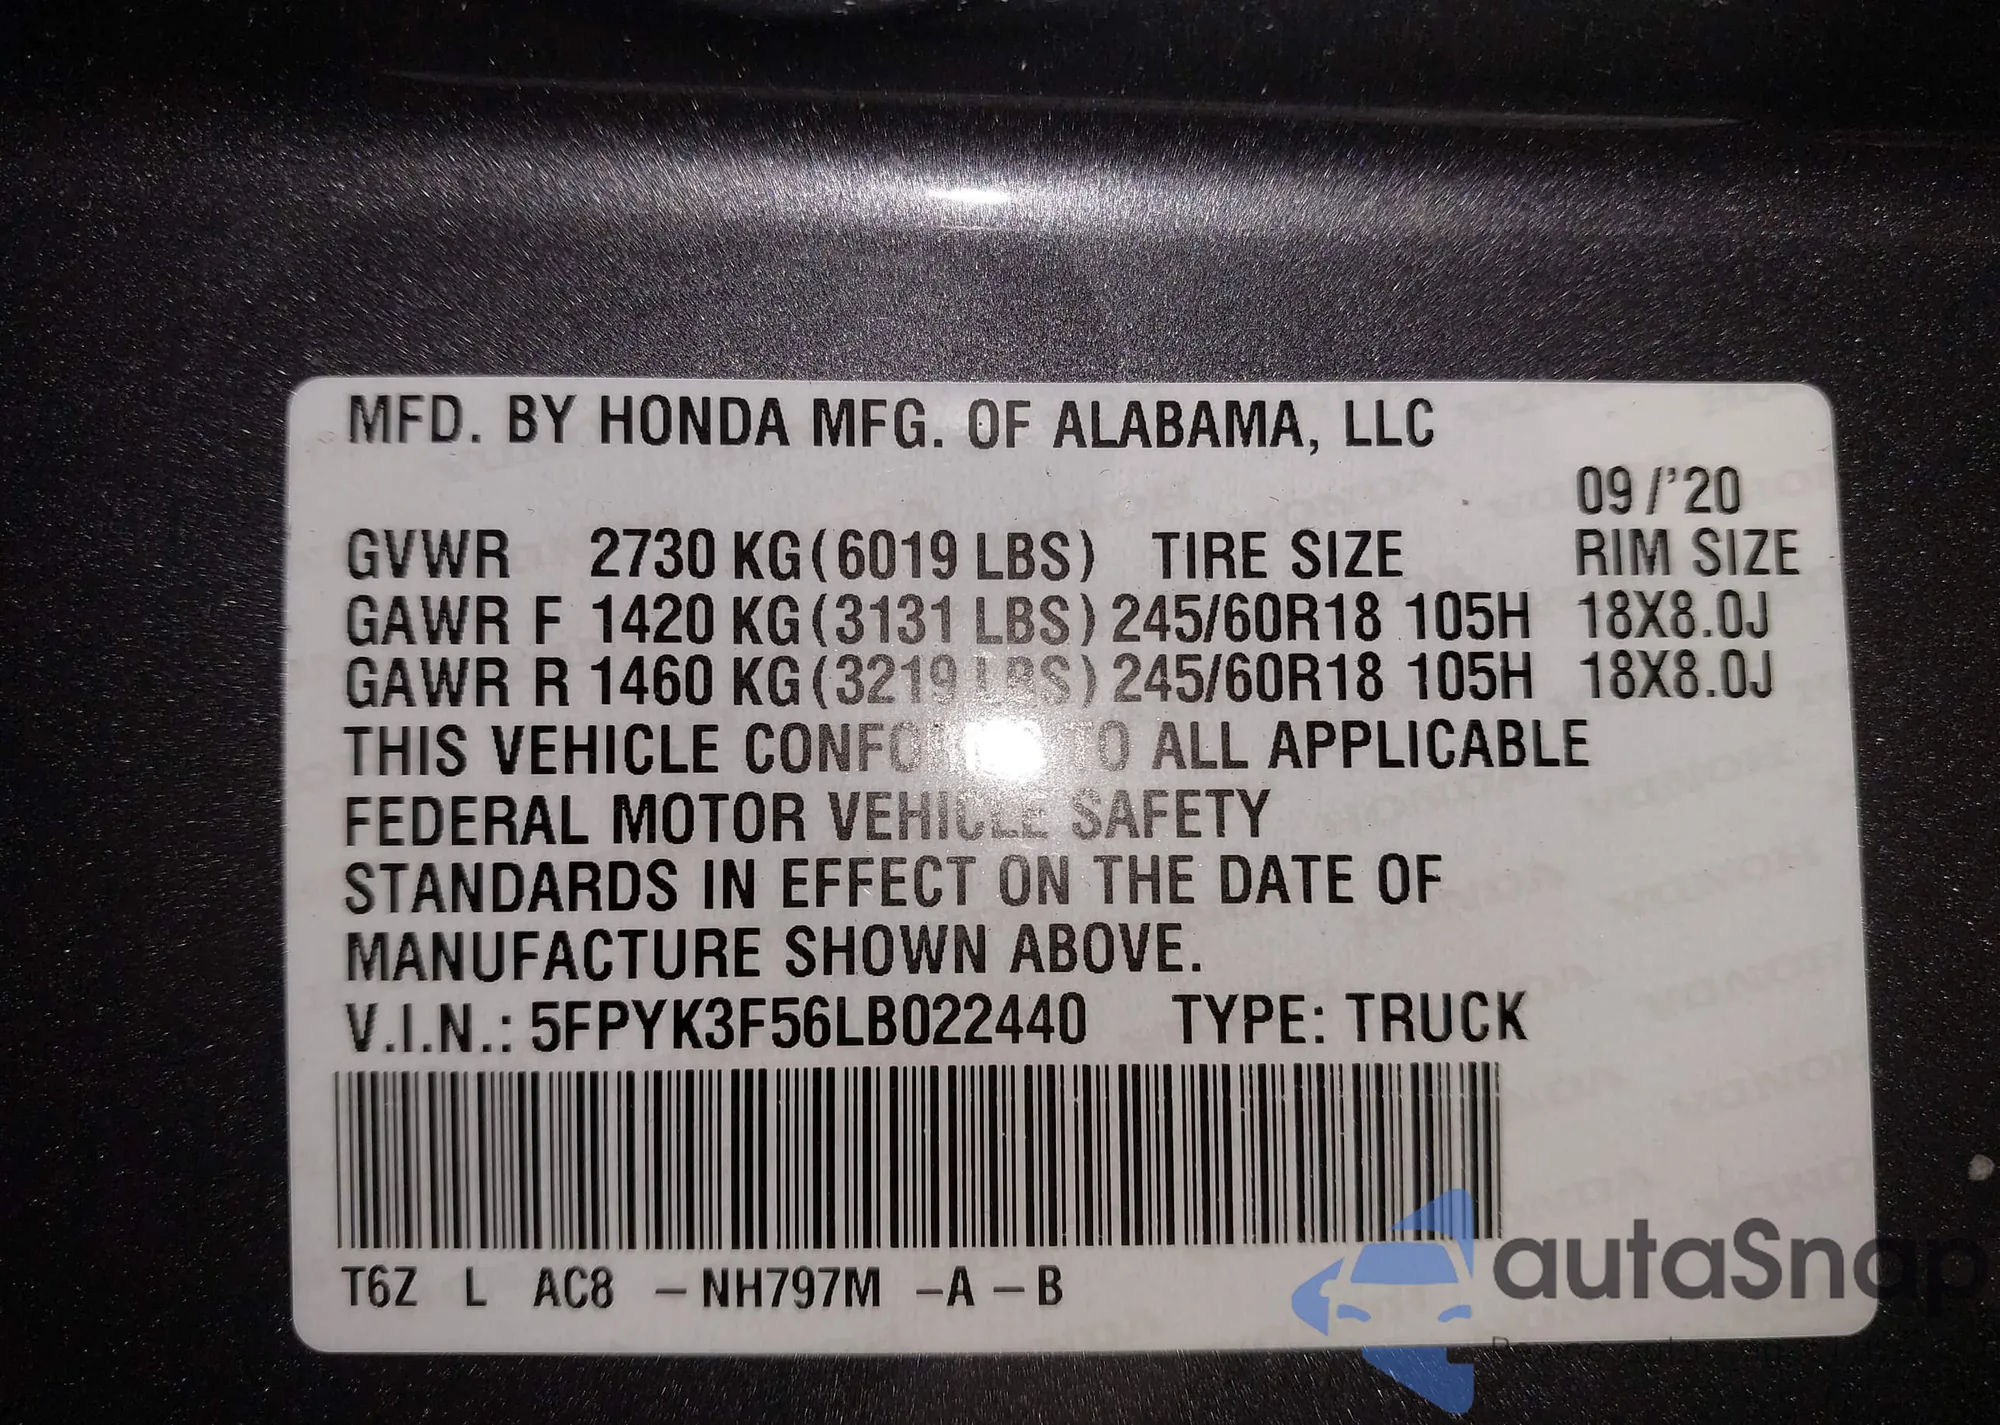 MFD. BY HONDA MFG. OF ALABAMA, LLC
09/'20
GVWR 2730 KG(6019 LBS) TIRE SIZE RIM SIZE
GAWR F 1420 KG(3131 LBS) 245/60R18 105H 18X8.0J
GAWR R 1460 KG(3219 LBS) 245/60R18 105H 18X8.0J
THIS VEHICLE CONFORMS TO ALL APPLICABLE
FEDERAL MOTOR VEHICLE SAFETY
STANDARDS IN EFFECT ON THE DATE OF
MANUFACTURE SHOWN ABOVE.
V.I.N.: 5FPYK3F56LB022440 TYPE: TRUCK
T6Z L AC8 -NH797M -A -B
autaSnap